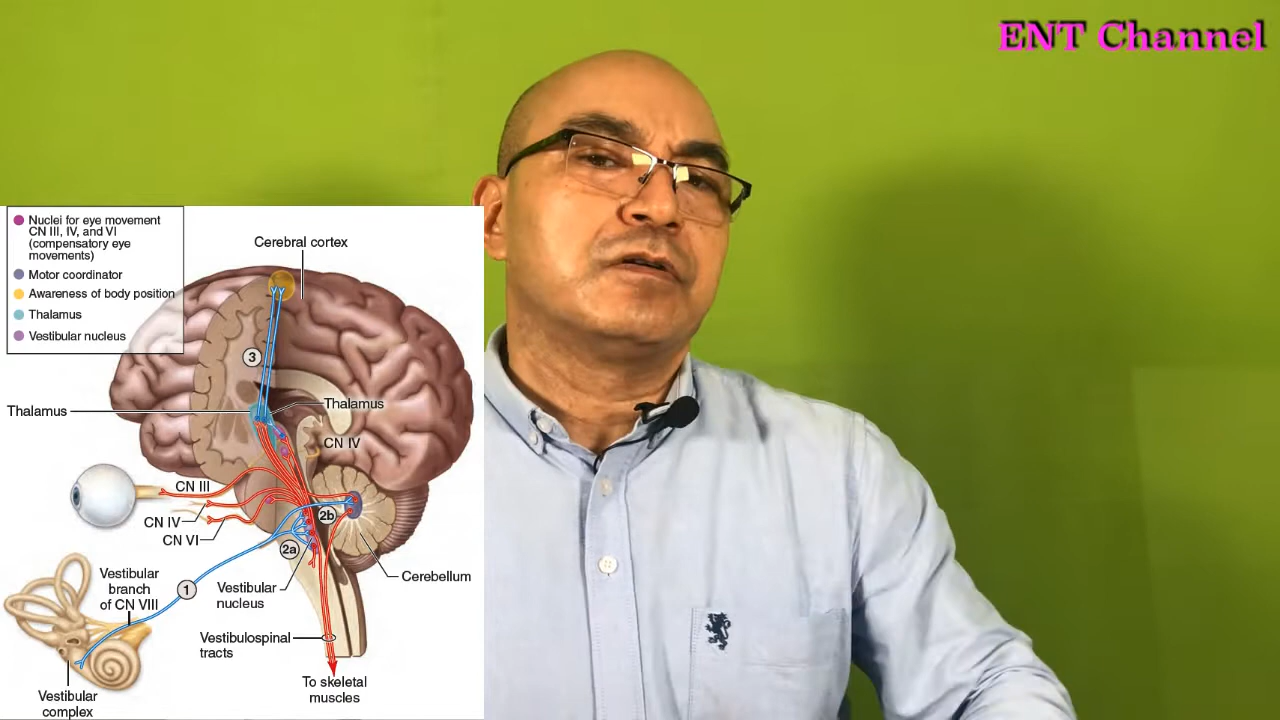 ENT Channel
Nuclei for eye movement
CN III, IV, and VI
(compensatory eye
movements)
Motor coordinator
Awareness of body position
Thalamus
Vestibular nucleus
Cerebral cortex
3
Thalamus
Thalamus
CN IV
CN III
CN IV
CN VI
2b
2a
1
Vestibular
branch
of CN VIII
Vestibular
nucleus
Cerebellum
Vestibulospinal
tracts
To skeletal
muscles
Vestibular
complex